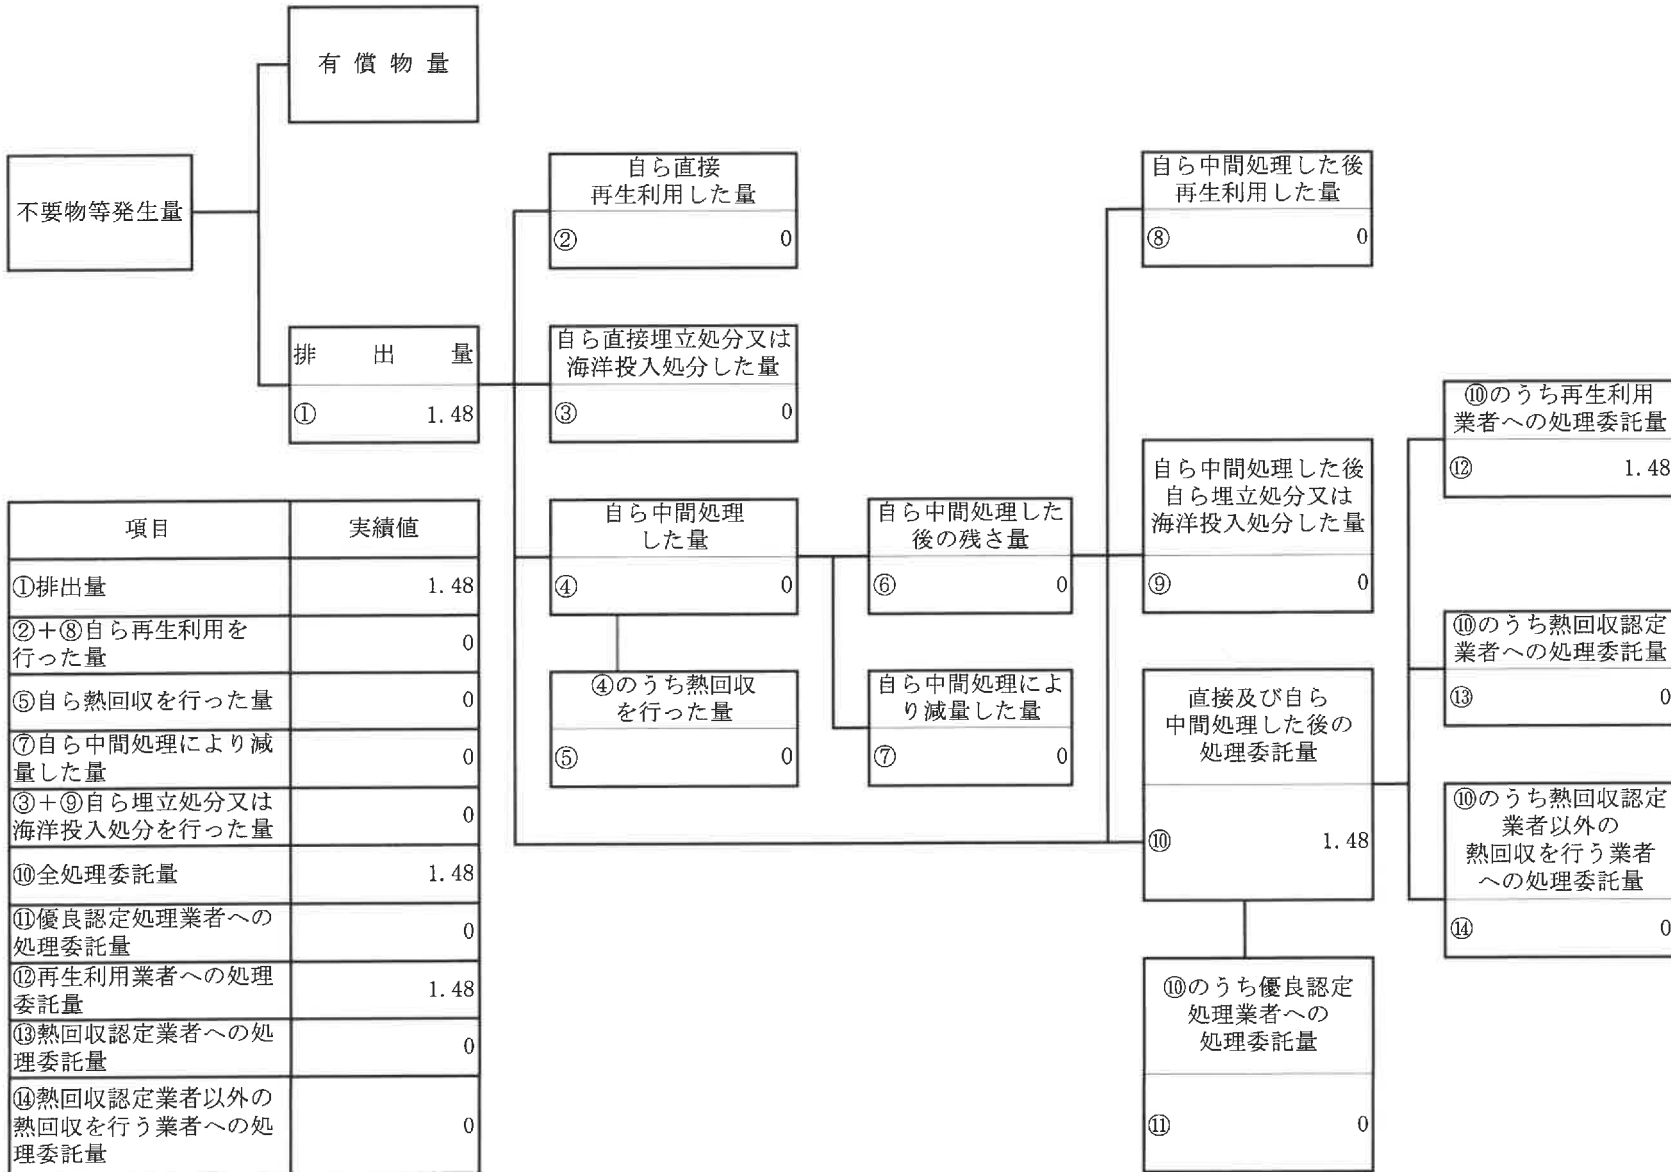 有償物量
不要物等発生量
排出量
① 1.48
自ら直接
再生利用した量
② 0
自ら直接埋立処分又は
海洋投入処分した量
③ 0
自ら中間処理
した量
④ 0
④のうち熱回収
を行った量
⑤ 0
自ら中間処理した
後の残さ量
⑥ 0
自ら中間処理によ
り減量した量
⑦ 0
自ら中間処理した後
再生利用した量
⑧ 0
自ら中間処理した後
自ら埋立処分又は
海洋投入処分した量
⑨ 0
直接及び自ら
中間処理した後の
処理委託量
⑩ 1.48
⑩のうち優良認定
処理業者への
処理委託量
⑪ 0
⑩のうち再生利用
業者への処理委託量
⑫ 1.48
⑩のうち熱回収認定
業者への処理委託量
⑬ 0
⑩のうち熱回収認定
業者以外の
熱回収を行う業者
への処理委託量
⑭ 0
項目 実績値
①排出量 1.48
②+⑧自ら再生利用を
行った量 0
⑤自ら熱回収を行った量 0
⑦自ら中間処理により減
量した量 0
③+⑨自ら埋立処分又は
海洋投入処分を行った量 0
⑩全処理委託量 1.48
⑪優良認定処理業者への
処理委託量 0
⑫再生利用業者への処理
委託量 1.48
⑬熱回収認定業者への処
理委託量 0
⑭熱回収認定業者以外の
熱回収を行う業者への処
理委託量 0